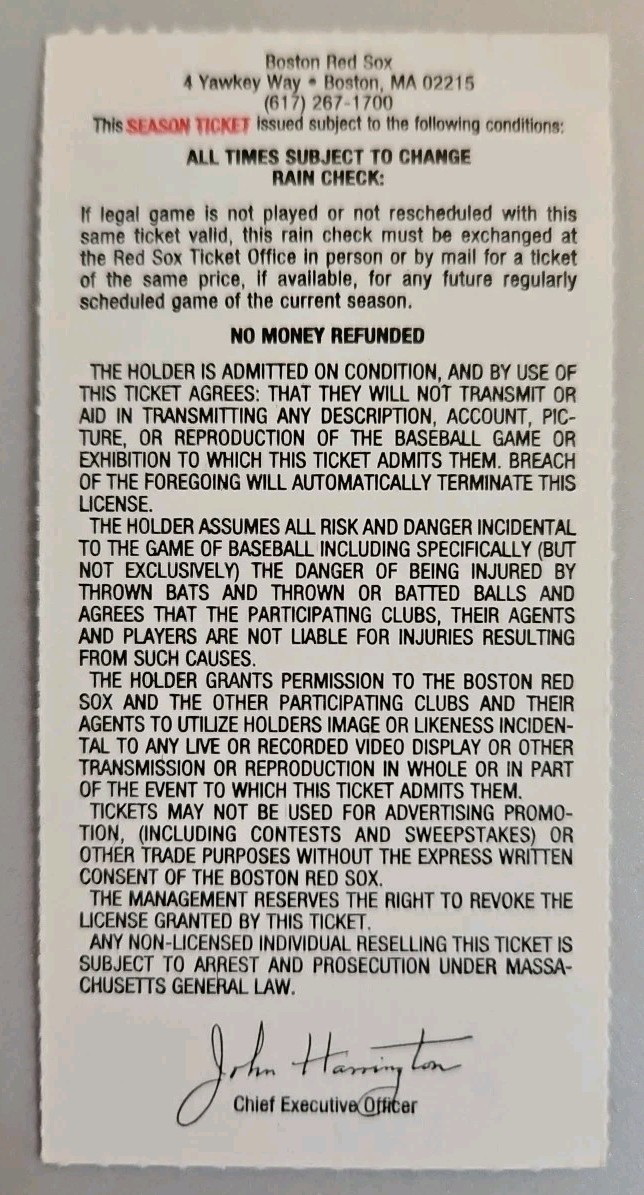 Boston Red Sox
4 Yawkey Way • Boston, MA 02215
(617) 267-1700
This SEASON TICKET issued subject to the following conditions:
ALL TIMES SUBJECT TO CHANGE
RAIN CHECK:
If legal game is not played or not rescheduled with this
same ticket valid, this rain check must be exchanged at
the Red Sox Ticket Office in person or by mail for a ticket
of the same price, if available, for any future regularly
scheduled game of the current season.
NO MONEY REFUNDED
THE HOLDER IS ADMITTED ON CONDITION, AND BY USE OF
THIS TICKET AGREES: THAT THEY WILL NOT TRANSMIT OR
AID IN TRANSMITTING ANY DESCRIPTION, ACCOUNT, PIC-
TURE, OR REPRODUCTION OF THE BASEBALL GAME OR
EXHIBITION TO WHICH THIS TICKET ADMITS THEM. BREACH
OF THE FOREGOING WILL AUTOMATICALLY TERMINATE THIS
LICENSE.
THE HOLDER ASSUMES ALL RISK AND DANGER INCIDENTAL
TO THE GAME OF BASEBALL INCLUDING SPECIFICALLY (BUT
NOT EXCLUSIVELY) THE DANGER OF BEING INJURED BY
THROWN BATS AND THROWN OR BATTED BALLS AND
AGREES THAT THE PARTICIPATING CLUBS, THEIR AGENTS
AND PLAYERS ARE NOT LIABLE FOR INJURIES RESULTING
FROM SUCH CAUSES.
THE HOLDER GRANTS PERMISSION TO THE BOSTON RED
SOX AND THE OTHER PARTICIPATING CLUBS AND THEIR
AGENTS TO UTILIZE HOLDERS IMAGE OR LIKENESS INCIDEN-
TAL TO ANY LIVE OR RECORDED VIDEO DISPLAY OR OTHER
TRANSMISSION OR REPRODUCTION IN WHOLE OR IN PART
OF THE EVENT TO WHICH THIS TICKET ADMITS THEM.
TICKETS MAY NOT BE USED FOR ADVERTISING PROMO-
TION, (INCLUDING CONTESTS AND SWEEPSTAKES) OR
OTHER TRADE PURPOSES WITHOUT THE EXPRESS WRITTEN
CONSENT OF THE BOSTON RED SOX.
THE MANAGEMENT RESERVES THE RIGHT TO REVOKE THE
LICENSE GRANTED BY THIS TICKET.
ANY NON-LICENSED INDIVIDUAL RESELLING THIS TICKET IS
SUBJECT TO ARREST AND PROSECUTION UNDER MASSA-
CHUSETTS GENERAL LAW.
John Harrington
Chief Executive Officer